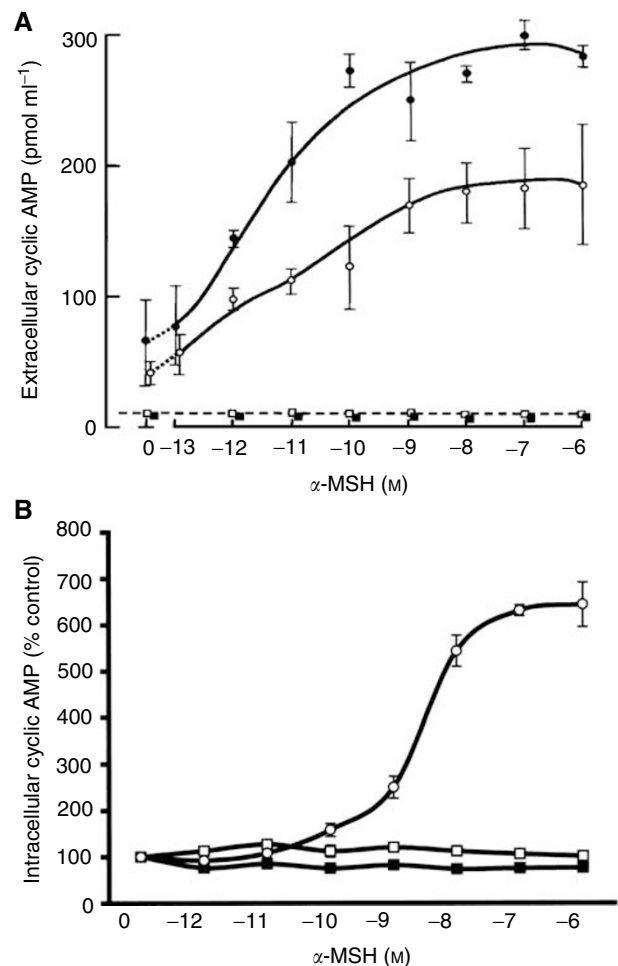 A
Extracellular cyclic AMP (pmol ml⁻¹)
300
200
100
0
0 –13 –12 –11 –10 –9 –8 –7 –6
α-MSH (M)
B
Intracellular cyclic AMP (% control)
800
700
600
500
400
300
200
100
0
0 –12 –11 –10 –9 –8 –7 –6
α-MSH (M)